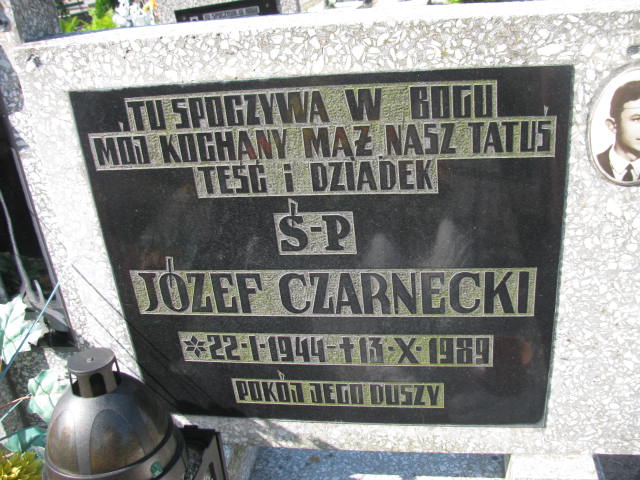 TU SPOCZYWA W BOGU
MÓJ KOCHANY MĄŻ NASZ TATUŚ
TEŚĆ i DZIADEK
Ś-P
JÓZEF CZARNECKI
*22·I·1944-✝13·X·1989
POKÓJ JEGO DUSZY